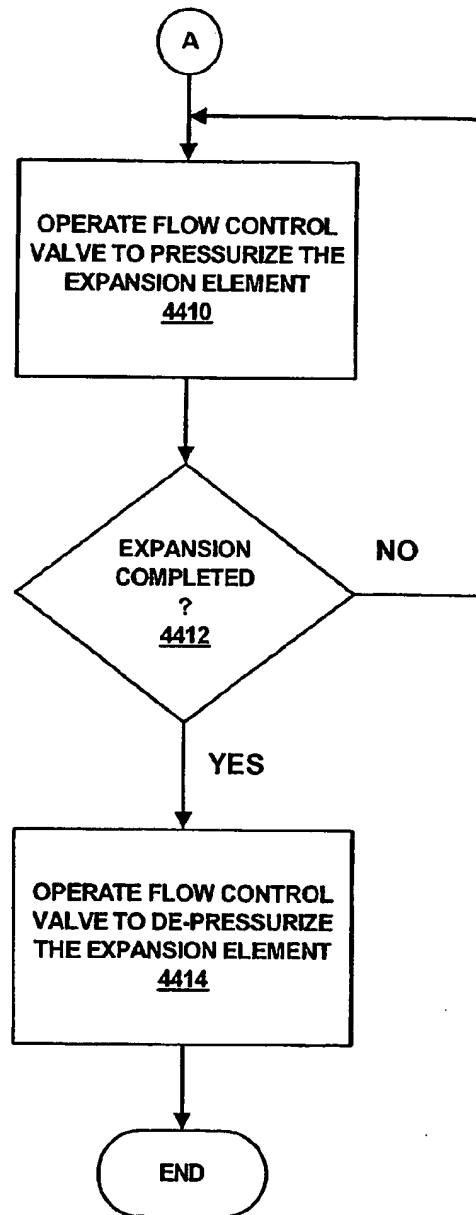 A
OPERATE FLOW CONTROL
VALVE TO PRESSURIZE THE
EXPANSION ELEMENT
4410
EXPANSION
COMPLETED
?
4412
NO
YES
OPERATE FLOW CONTROL
VALVE TO DE-PRESSURIZE
THE EXPANSION ELEMENT
4414
END